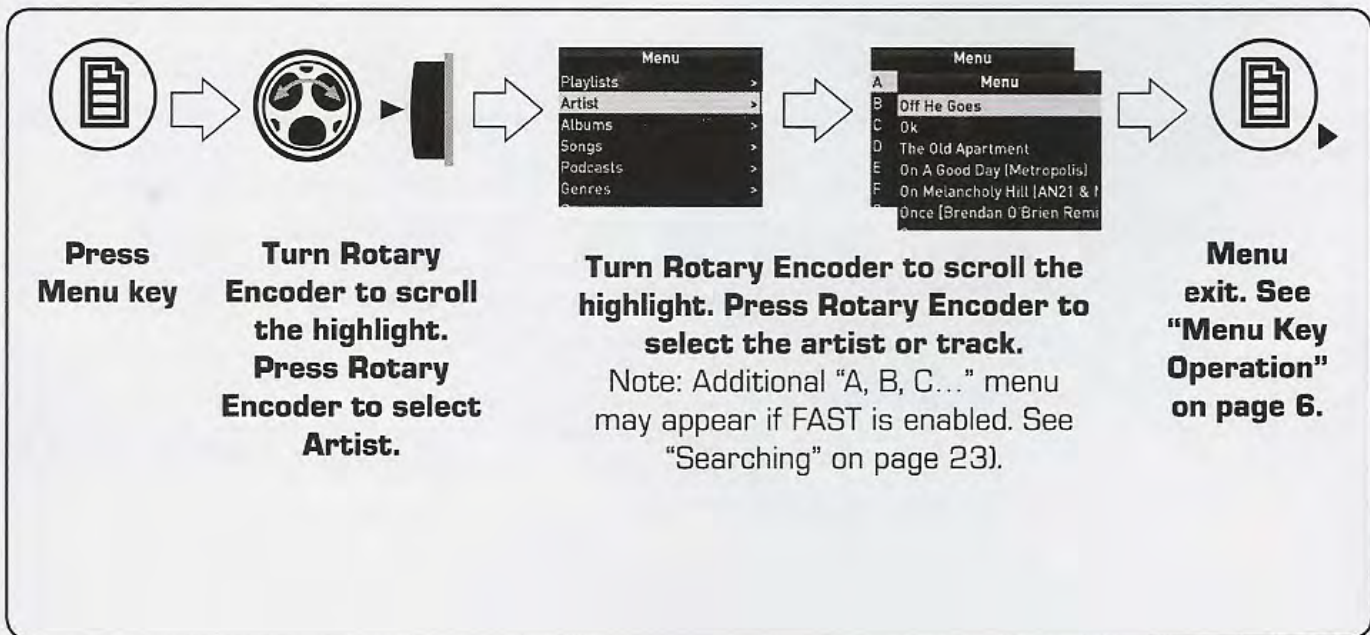 Menu
Playlists >
Artist >
Albums >
Songs >
Podcasts >
Genres >
Menu
A
B
C
D
E
F
Menu
Off He Goes
Ok
The Old Apartment
On A Good Day (Metropolis)
On Melancholy Hill (AN21 &
Once [Brendan O'Brien Remi
Press
Menu key
Turn Rotary
Encoder to scroll
the highlight.
Press Rotary
Encoder to select
Artist.
Turn Rotary Encoder to scroll the
highlight. Press Rotary Encoder to
select the artist or track.
Note: Additional “A, B, C...” menu
may appear if FAST is enabled. See
“Searching” on page 23).
Menu
exit. See
“Menu Key
Operation”
on page 6.